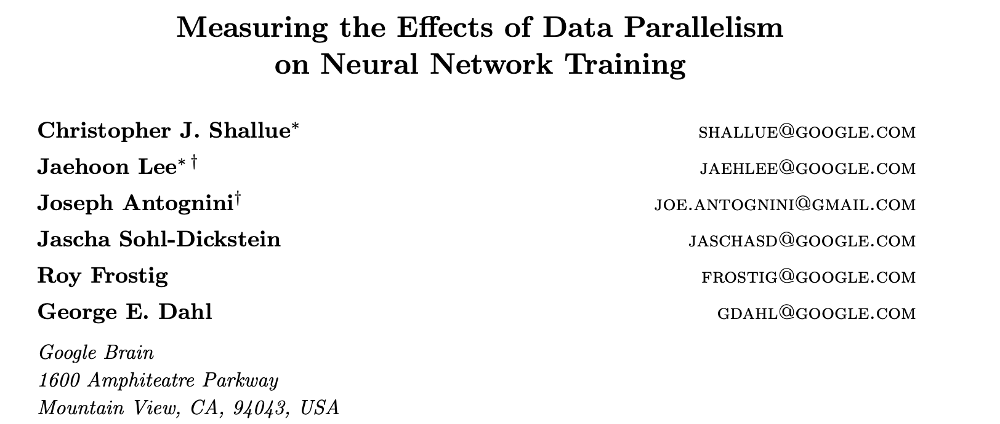 Measuring the Effects of Data Parallelism
on Neural Network Training
Christopher J. Shallue* SHALLUE@GOOGLE.COM
Jaehoon Lee* † JAEHLEE@GOOGLE.COM
Joseph Antognini† JOE.ANTOGNINI@GMAIL.COM
Jascha Sohl-Dickstein JASCHASD@GOOGLE.COM
Roy Frostig FROSTIG@GOOGLE.COM
George E. Dahl GDAHL@GOOGLE.COM
Google Brain
1600 Amphiteatre Parkway
Mountain View, CA, 94043, USA